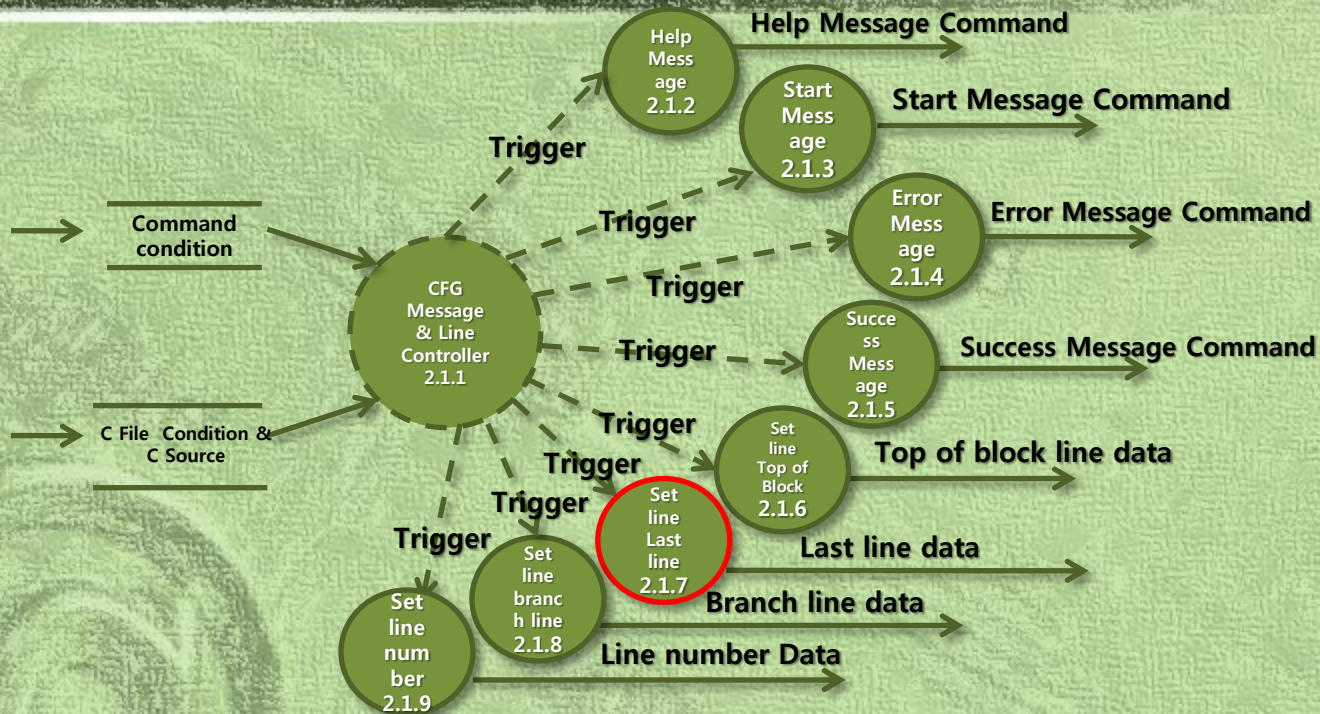 Help
Mess
age
2.1.2
Help Message Command
Start
Mess
age
2.1.3
Start Message Command
Trigger
Error
Mess
age
2.1.4
Error Message Command
Trigger
Command
condition
Trigger
CFG
Message
& Line
Controller
2.1.1
Succe
ss
Mess
age
2.1.5
Success Message Command
Trigger
C File  Condition &
C Source
Trigger
Set
line
Top of
Block
2.1.6
Top of block line data
Trigger
Set
line
Last
line
2.1.7
Last line data
Trigger
Set
line
branc
h line
2.1.8
Branch line data
Trigger
Set
line
num
ber
2.1.9
Line number Data